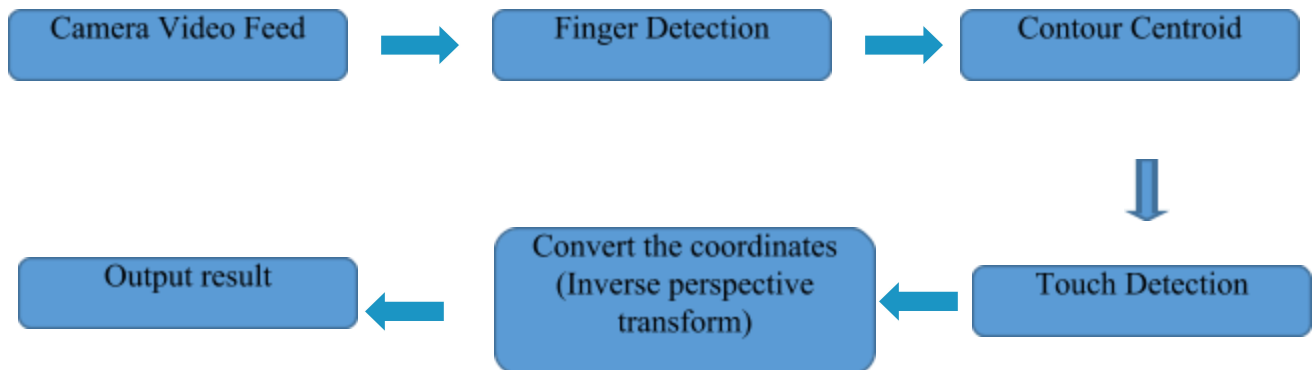 Camera Video Feed
Finger Detection
Contour Centroid
Touch Detection
Convert the coordinates
(Inverse perspective
transform)
Output result